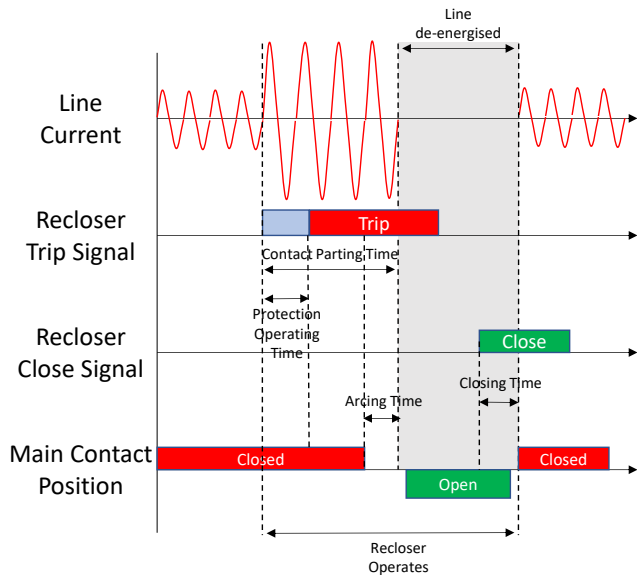 Line
de-energised
Line
Current
Recloser
Trip Signal
Trip
Contact Parting Time
Protection
Operating
Time
Recloser
Close Signal
Close
Closing Time
Arcing Time
Main Contact
Position
Closed
Closed
Open
Recloser
Operates